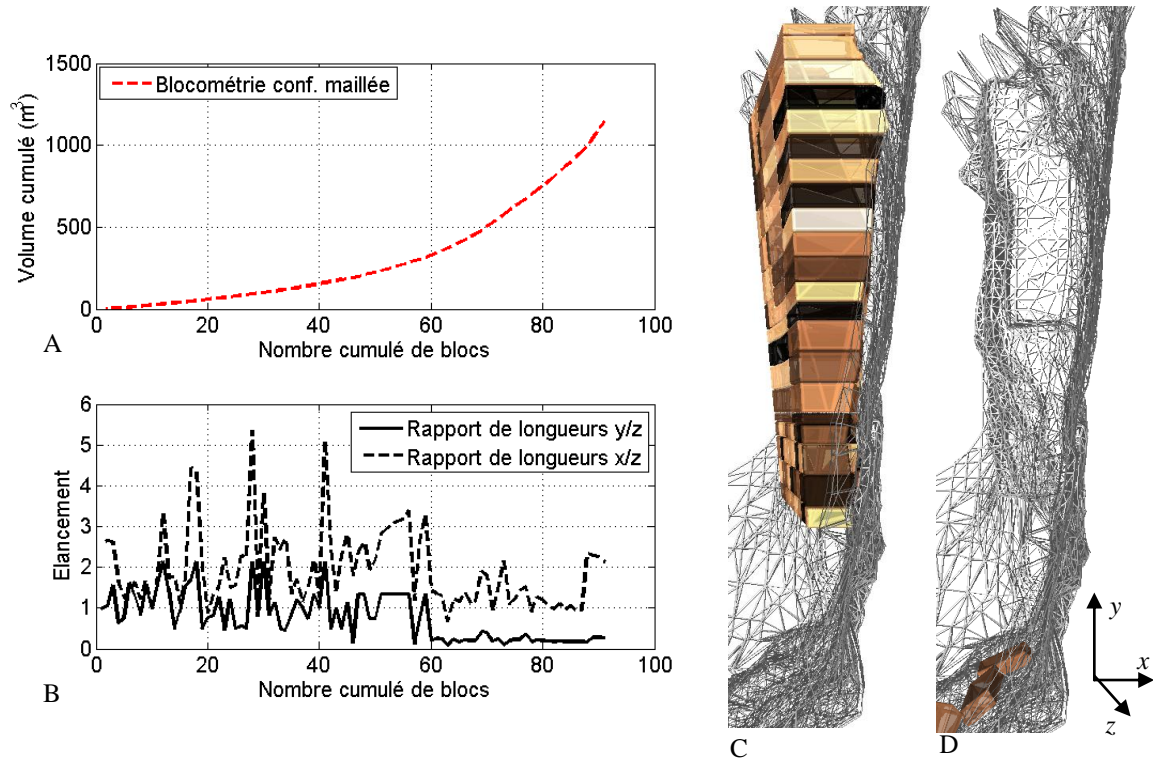 1500
1000
500
0
Volume cumulé (m³)
Blocométrie conf. maillée
0 20 40 60 80 100
Nombre cumulé de blocs
A
6
5
4
3
2
1
0
Elancement
Rapport de longueurs y/z
Rapport de longueurs x/z
0 20 40 60 80 100
Nombre cumulé de blocs
B
C
D
y
x
z